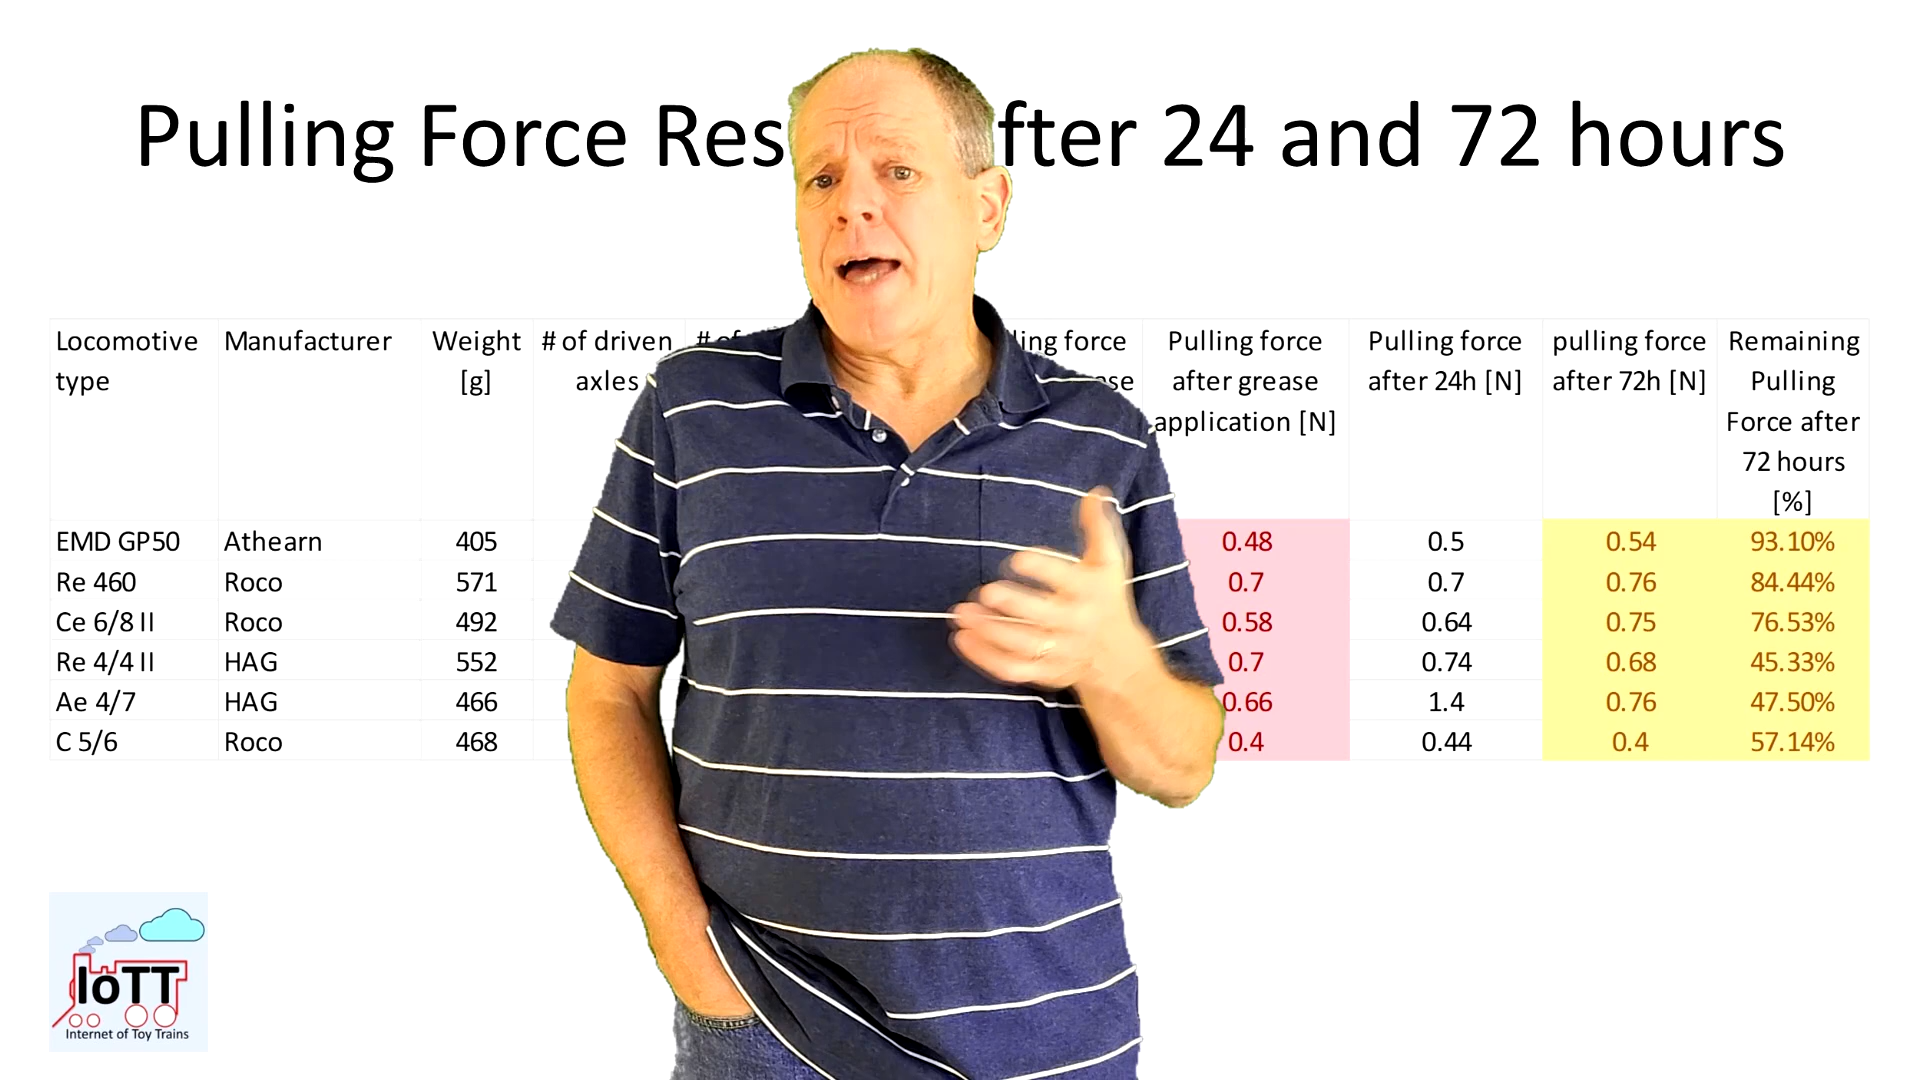 Pulling Force Res fter 24 and 72 hours
Locomotive type Manufacturer Weight [g] # of driven axles # of ling force Pulling force after grease application [N] Pulling force after 24h [N] pulling force after 72h [N] Remaining Pulling Force after 72 hours [%]
EMD GP50 Athearn 405 0.48 0.5 0.54 93.10%
Re 460 Roco 571 0.7 0.7 0.76 84.44%
Ce 6/8 II Roco 492 0.58 0.64 0.75 76.53%
Re 4/4 II HAG 552 0.7 0.74 0.68 45.33%
Ae 4/7 HAG 466 0.66 1.4 0.76 47.50%
C 5/6 Roco 468 0.4 0.44 0.4 57.14%
IoTT
Internet of Toy Trains